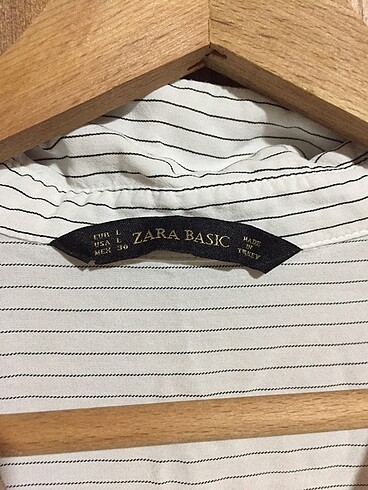 EUR L
USA L
MEX 30
ZARA BASIC
MADE
IN
TURKEY